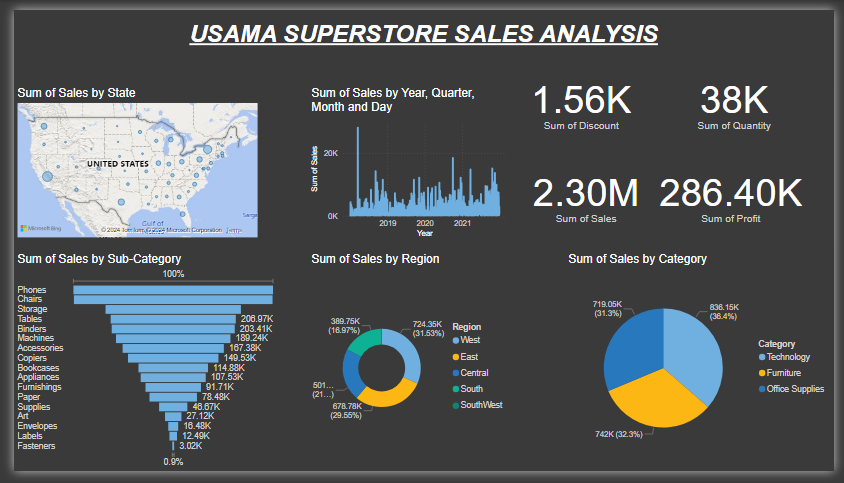 USAMA SUPERSTORE SALES ANALYSIS
Sum of Sales by State
UNITED STATES
Gulf of
Microsoft Bing
© 2024 TomTom, © 2024 Microsoft Corporation
Terms
Sum of Sales by Year, Quarter,
Month and Day
Sum of Sales
20K
0K
2019 2020 2021
Year
1.56K
Sum of Discount
38K
Sum of Quantity
2.30M
Sum of Sales
286.40K
Sum of Profit
Sum of Sales by Sub-Category
100%
Phones
Chairs
Storage
Tables 206.97K
Binders 203.41K
Machines 189.24K
Accessories 167.38K
Copiers 149.53K
Bookcases 114.88K
Appliances 107.53K
Furnishings 91.71K
Paper 78.48K
Supplies 46.67K
Art 27.12K
Envelopes 16.48K
Labels 12.49K
Fasteners 3.02K
0.9%
Sum of Sales by Region
389.75K
(16.97%)
724.35K
(31.53%)
501…
(21…)
678.78K
(29.55%)
Region
West
East
Central
South
SouthWest
Sum of Sales by Category
719.05K
(31.3%)
836.15K
(36.4%)
742K (32.3%)
Category
Technology
Furniture
Office Supplies